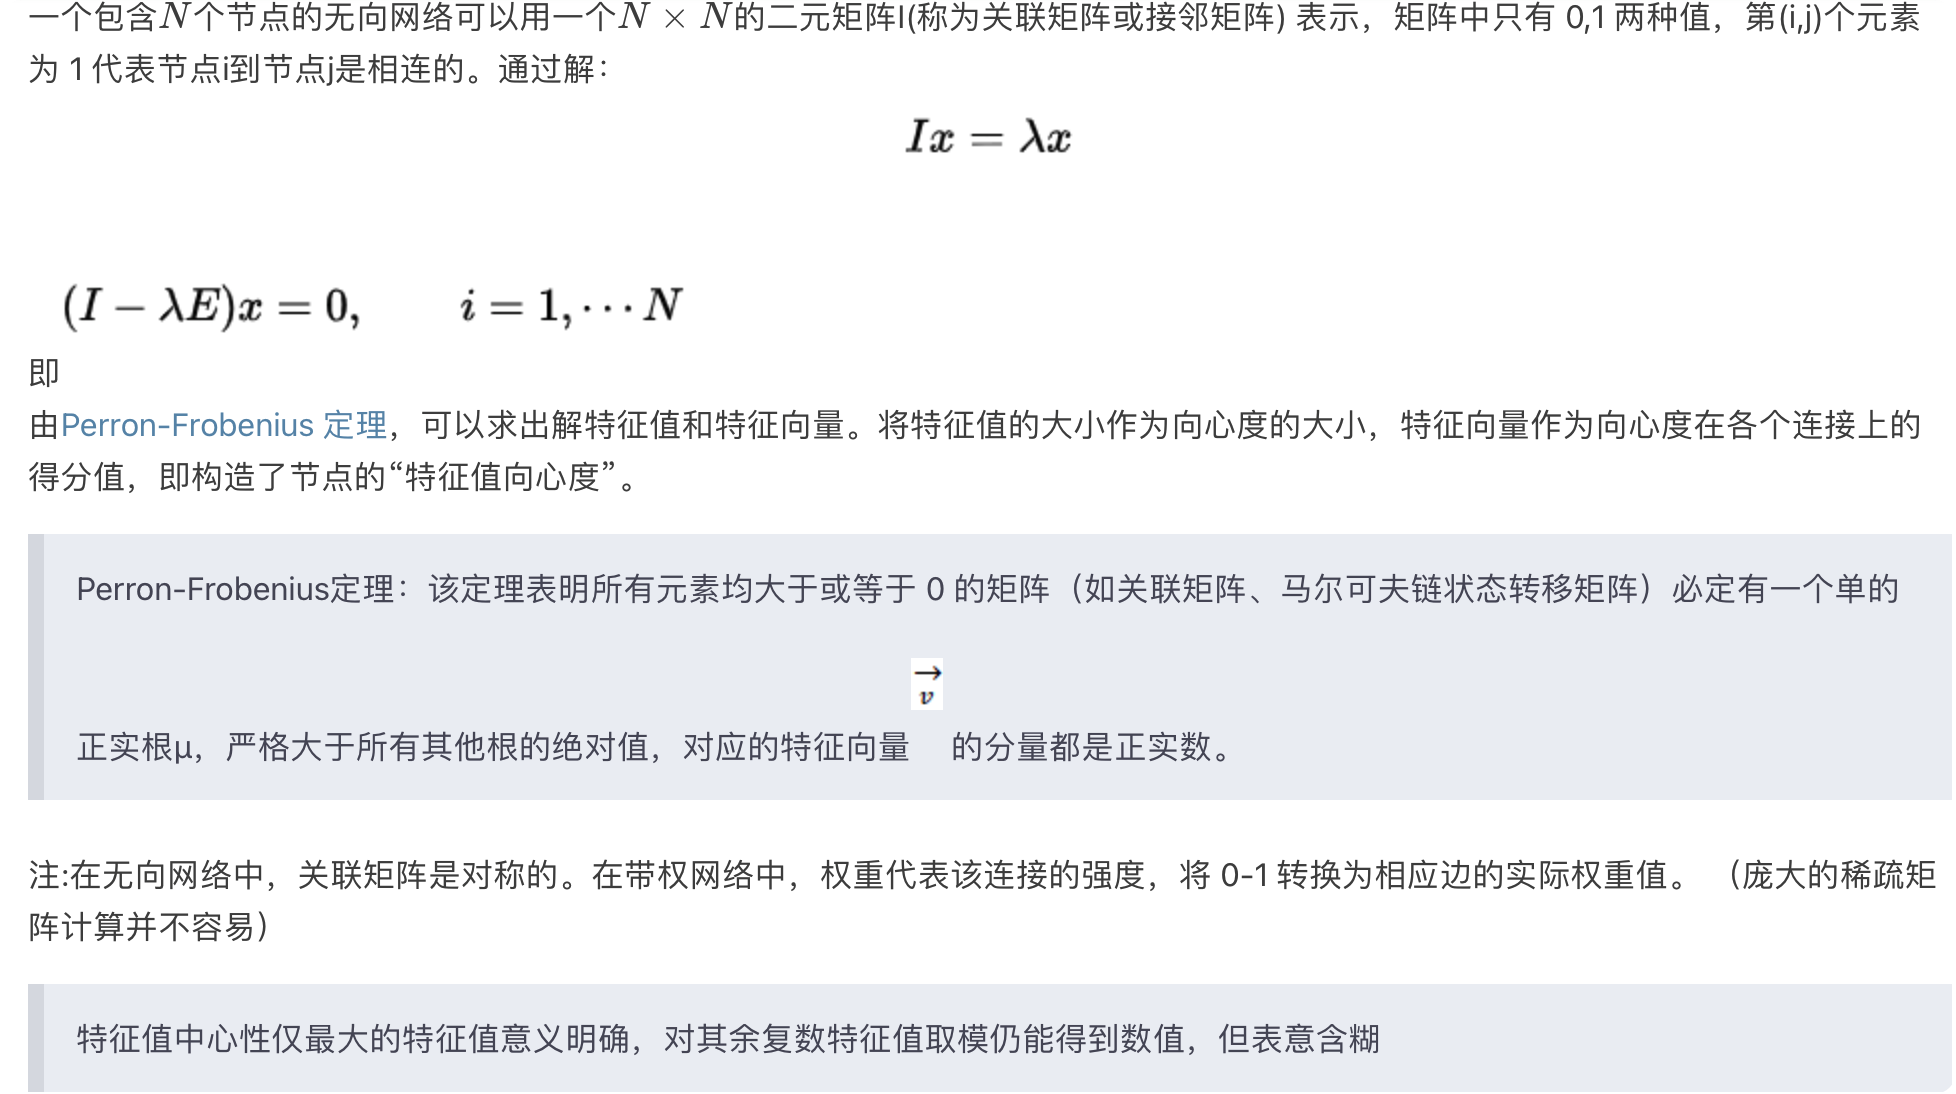 一个包含N个节点的无向网络可以用一个N × N的二元矩阵I(称为关联矩阵或接邻矩阵) 表示，矩阵中只有 0,1 两种值，第(i,j)个元素
为 1 代表节点i到节点j是相连的。通过解：
Ix = λx
(I − λE)x = 0, i = 1, ··· N
即
由Perron-Frobenius 定理，可以求出解特征值和特征向量。将特征值的大小作为向心度的大小，特征向量作为向心度在各个连接上的
得分值，即构造了节点的“特征值向心度”。
Perron-Frobenius定理：该定理表明所有元素均大于或等于 0 的矩阵（如关联矩阵、马尔可夫链状态转移矩阵）必定有一个单的
正实根μ，严格大于所有其他根的绝对值，对应的特征向量 →v 的分量都是正实数。
注:在无向网络中，关联矩阵是对称的。在带权网络中，权重代表该连接的强度，将 0-1 转换为相应边的实际权重值。 （庞大的稀疏矩
阵计算并不容易）
特征值中心性仅最大的特征值意义明确，对其余复数特征值取模仍能得到数值，但表意含糊